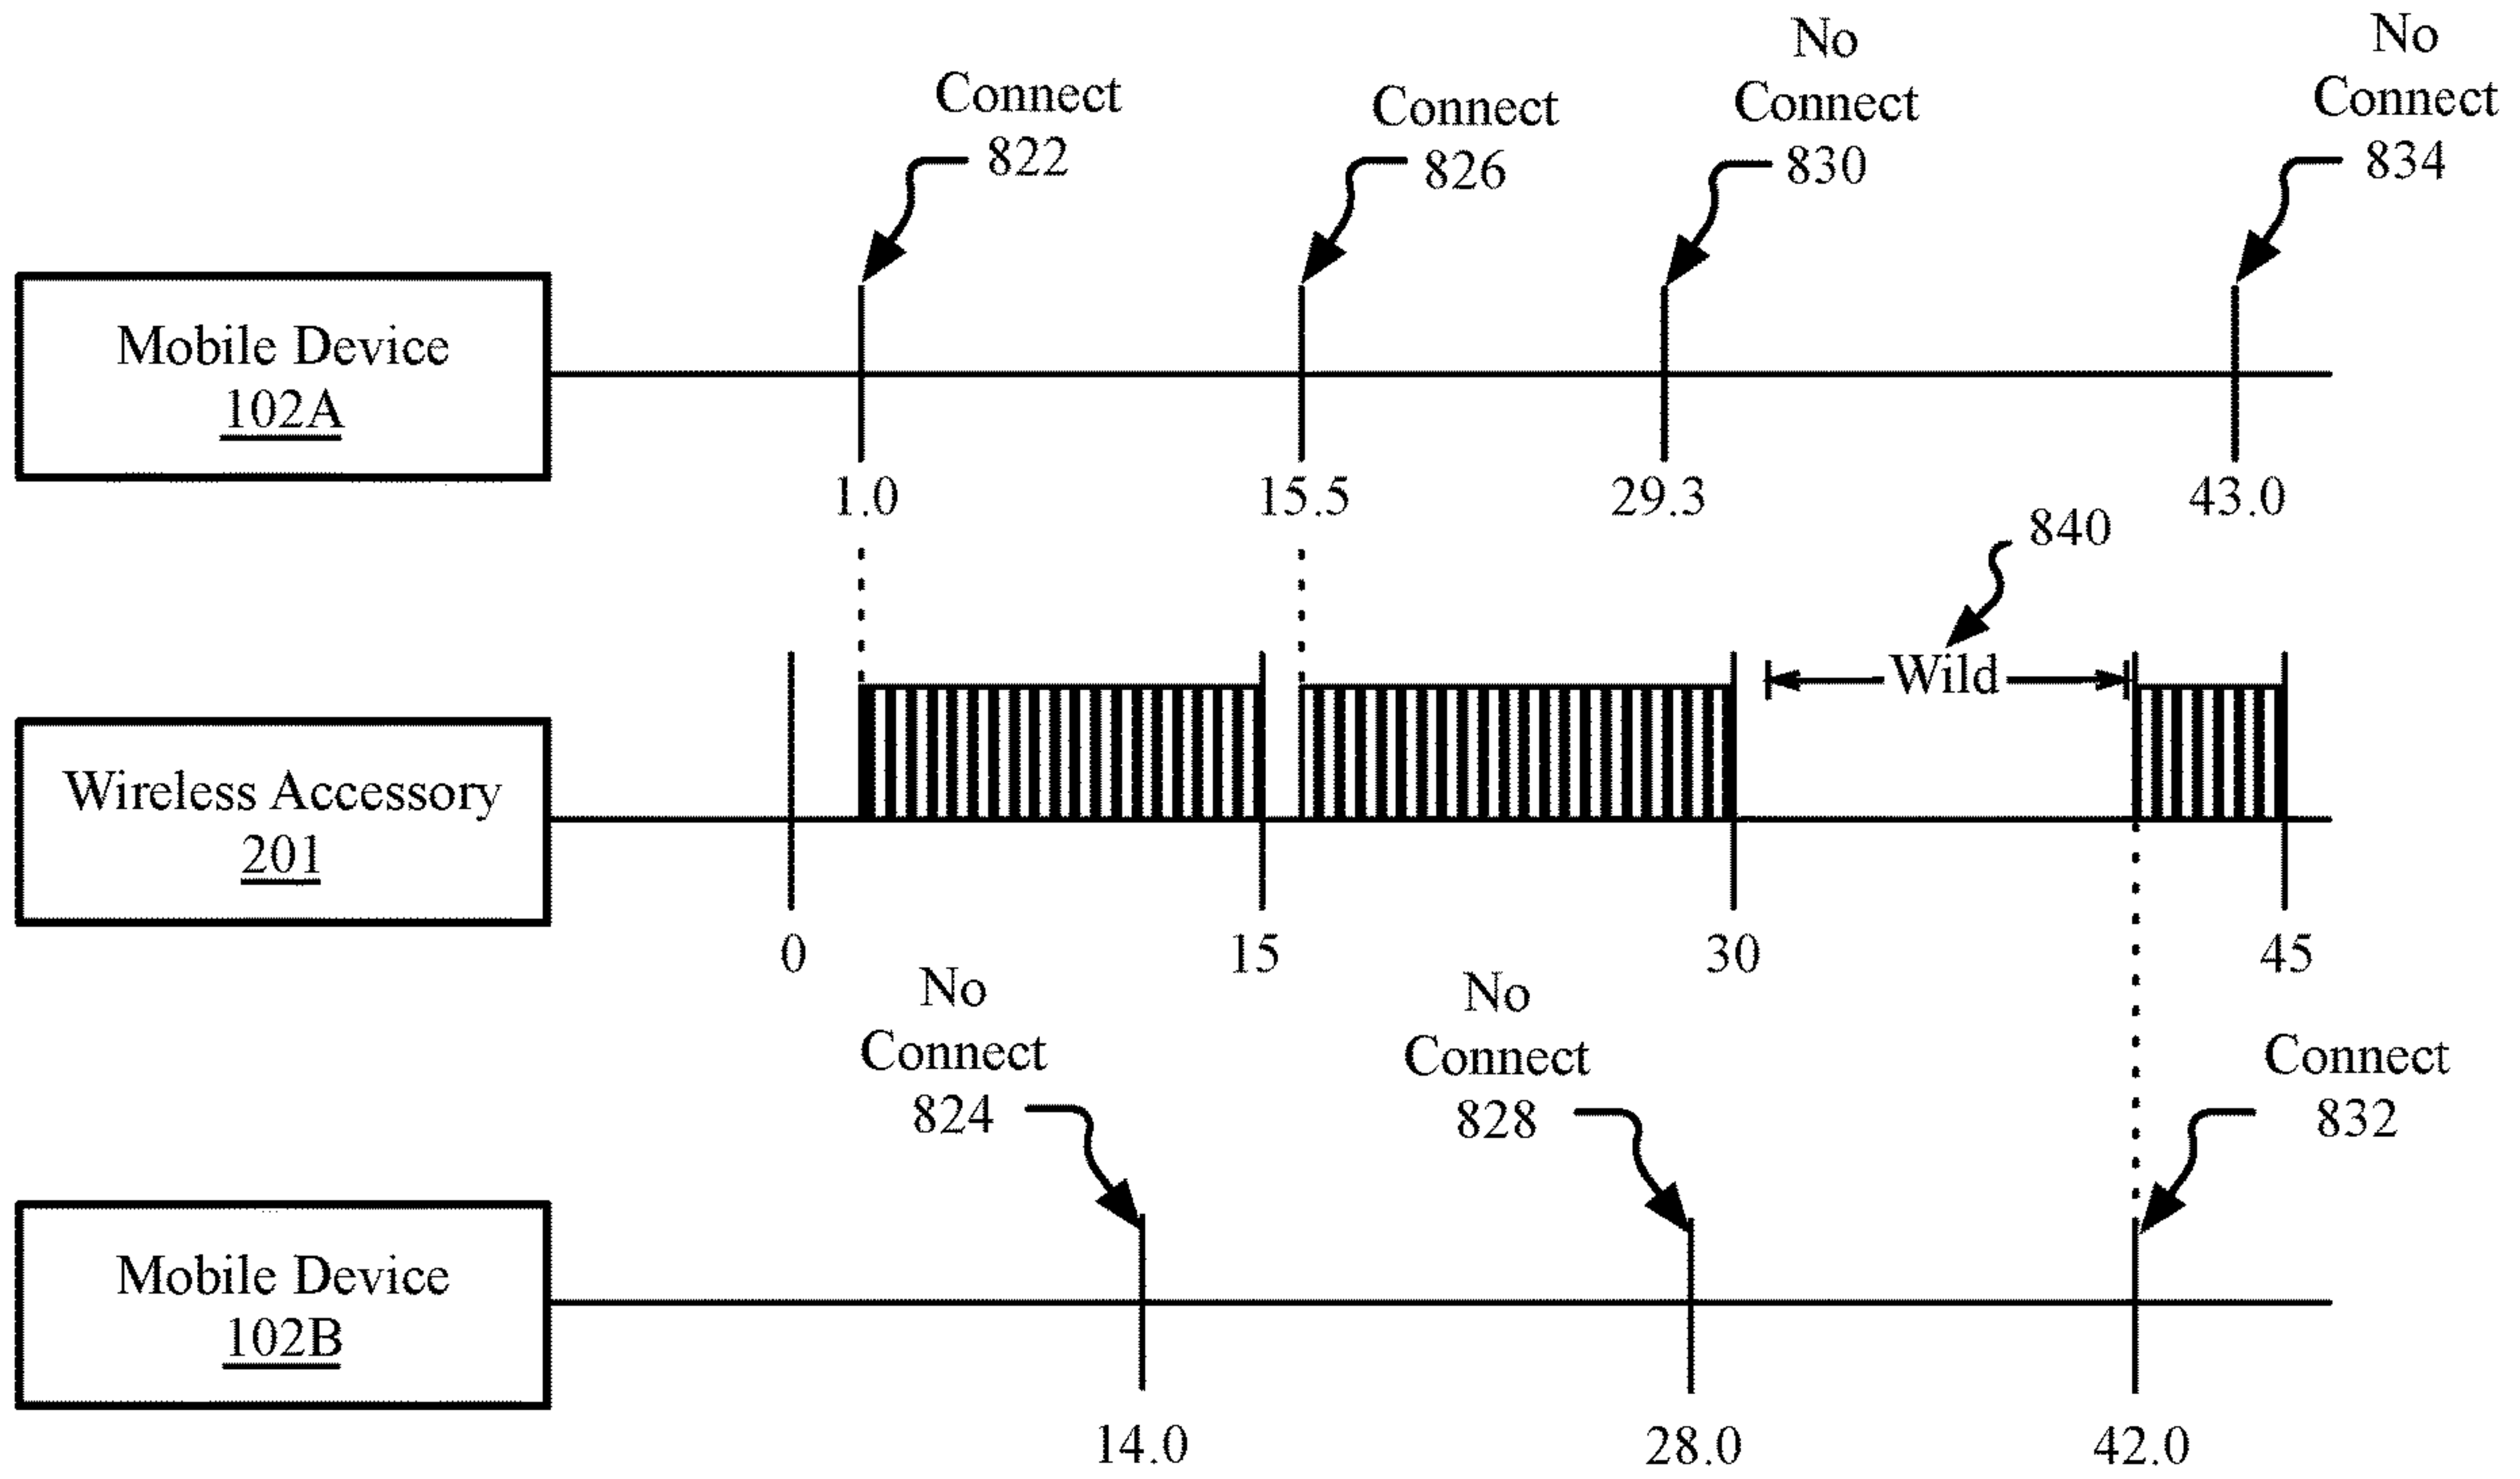 Connect
822
Connect
826
No
Connect
830
No
Connect
834
Mobile Device
102A
1.0
15.5
29.3
43.0
840
Wild
Wireless Accessory
201
0
15
30
45
No
Connect
824
No
Connect
828
Connect
832
Mobile Device
102B
14.0
28.0
42.0